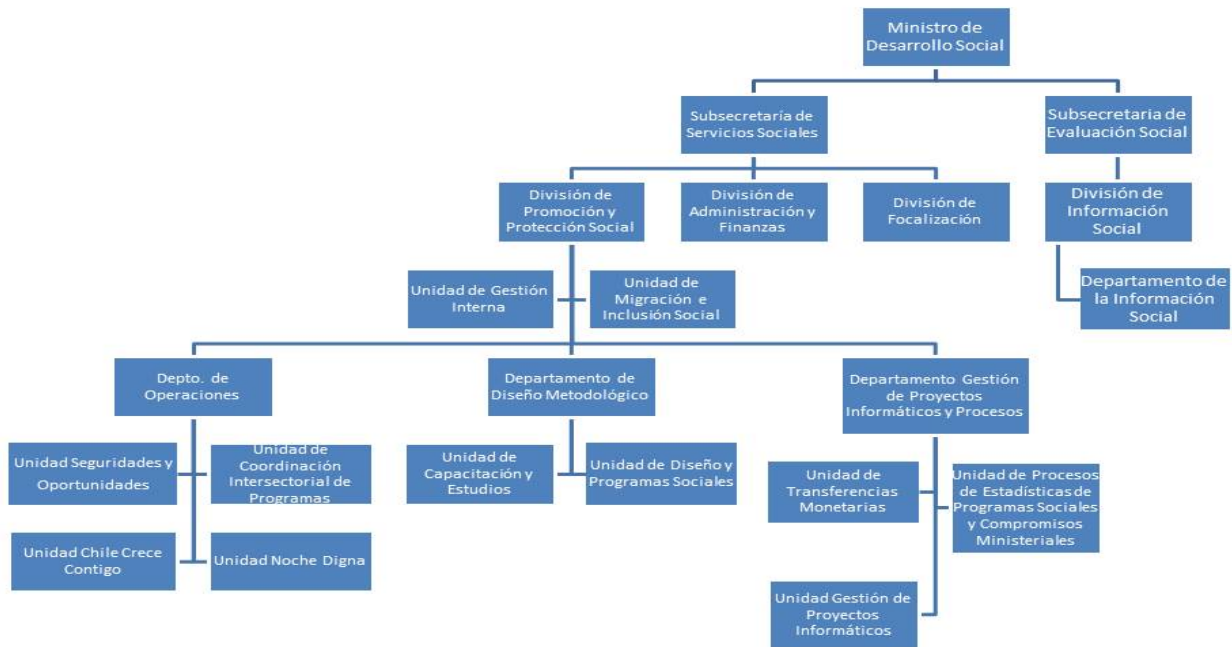 Ministro de
Desarrollo Social
Subsecretaría de
Servicios Sociales
Subsecretaria de
Evaluación Social
División de
Promoción y
Protección Social
División de
Administración y
Finanzas
División de
Focalización
División de
Información
Social
Unidad de Gestión
Interna
Unidad de
Migración e
Inclusión Social
Departamento de
la Información
Social
Depto. de
Operaciones
Departamento de
Diseño Metodológico
Departamento Gestión
de Proyectos
Informáticos y Procesos
Unidad Seguridades y
Oportunidades
Unidad de
Coordinación
Intersectorial de
Programas
Unidad de
Capacitación y
Estudios
Unidad de Diseño y
Programas Sociales
Unidad de
Transferencias
Monetarias
Unidad de Procesos
de Estadísticas de
Programas Sociales
y Compromisos
Ministeriales
Unidad Chile Crece
Contigo
Unidad Noche Digna
Unidad Gestión de
Proyectos
Informáticos